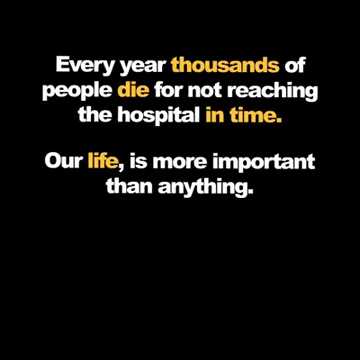 Every year thousands of
people die for not reaching
the hospital in time.
Our life, is more important
than anything.